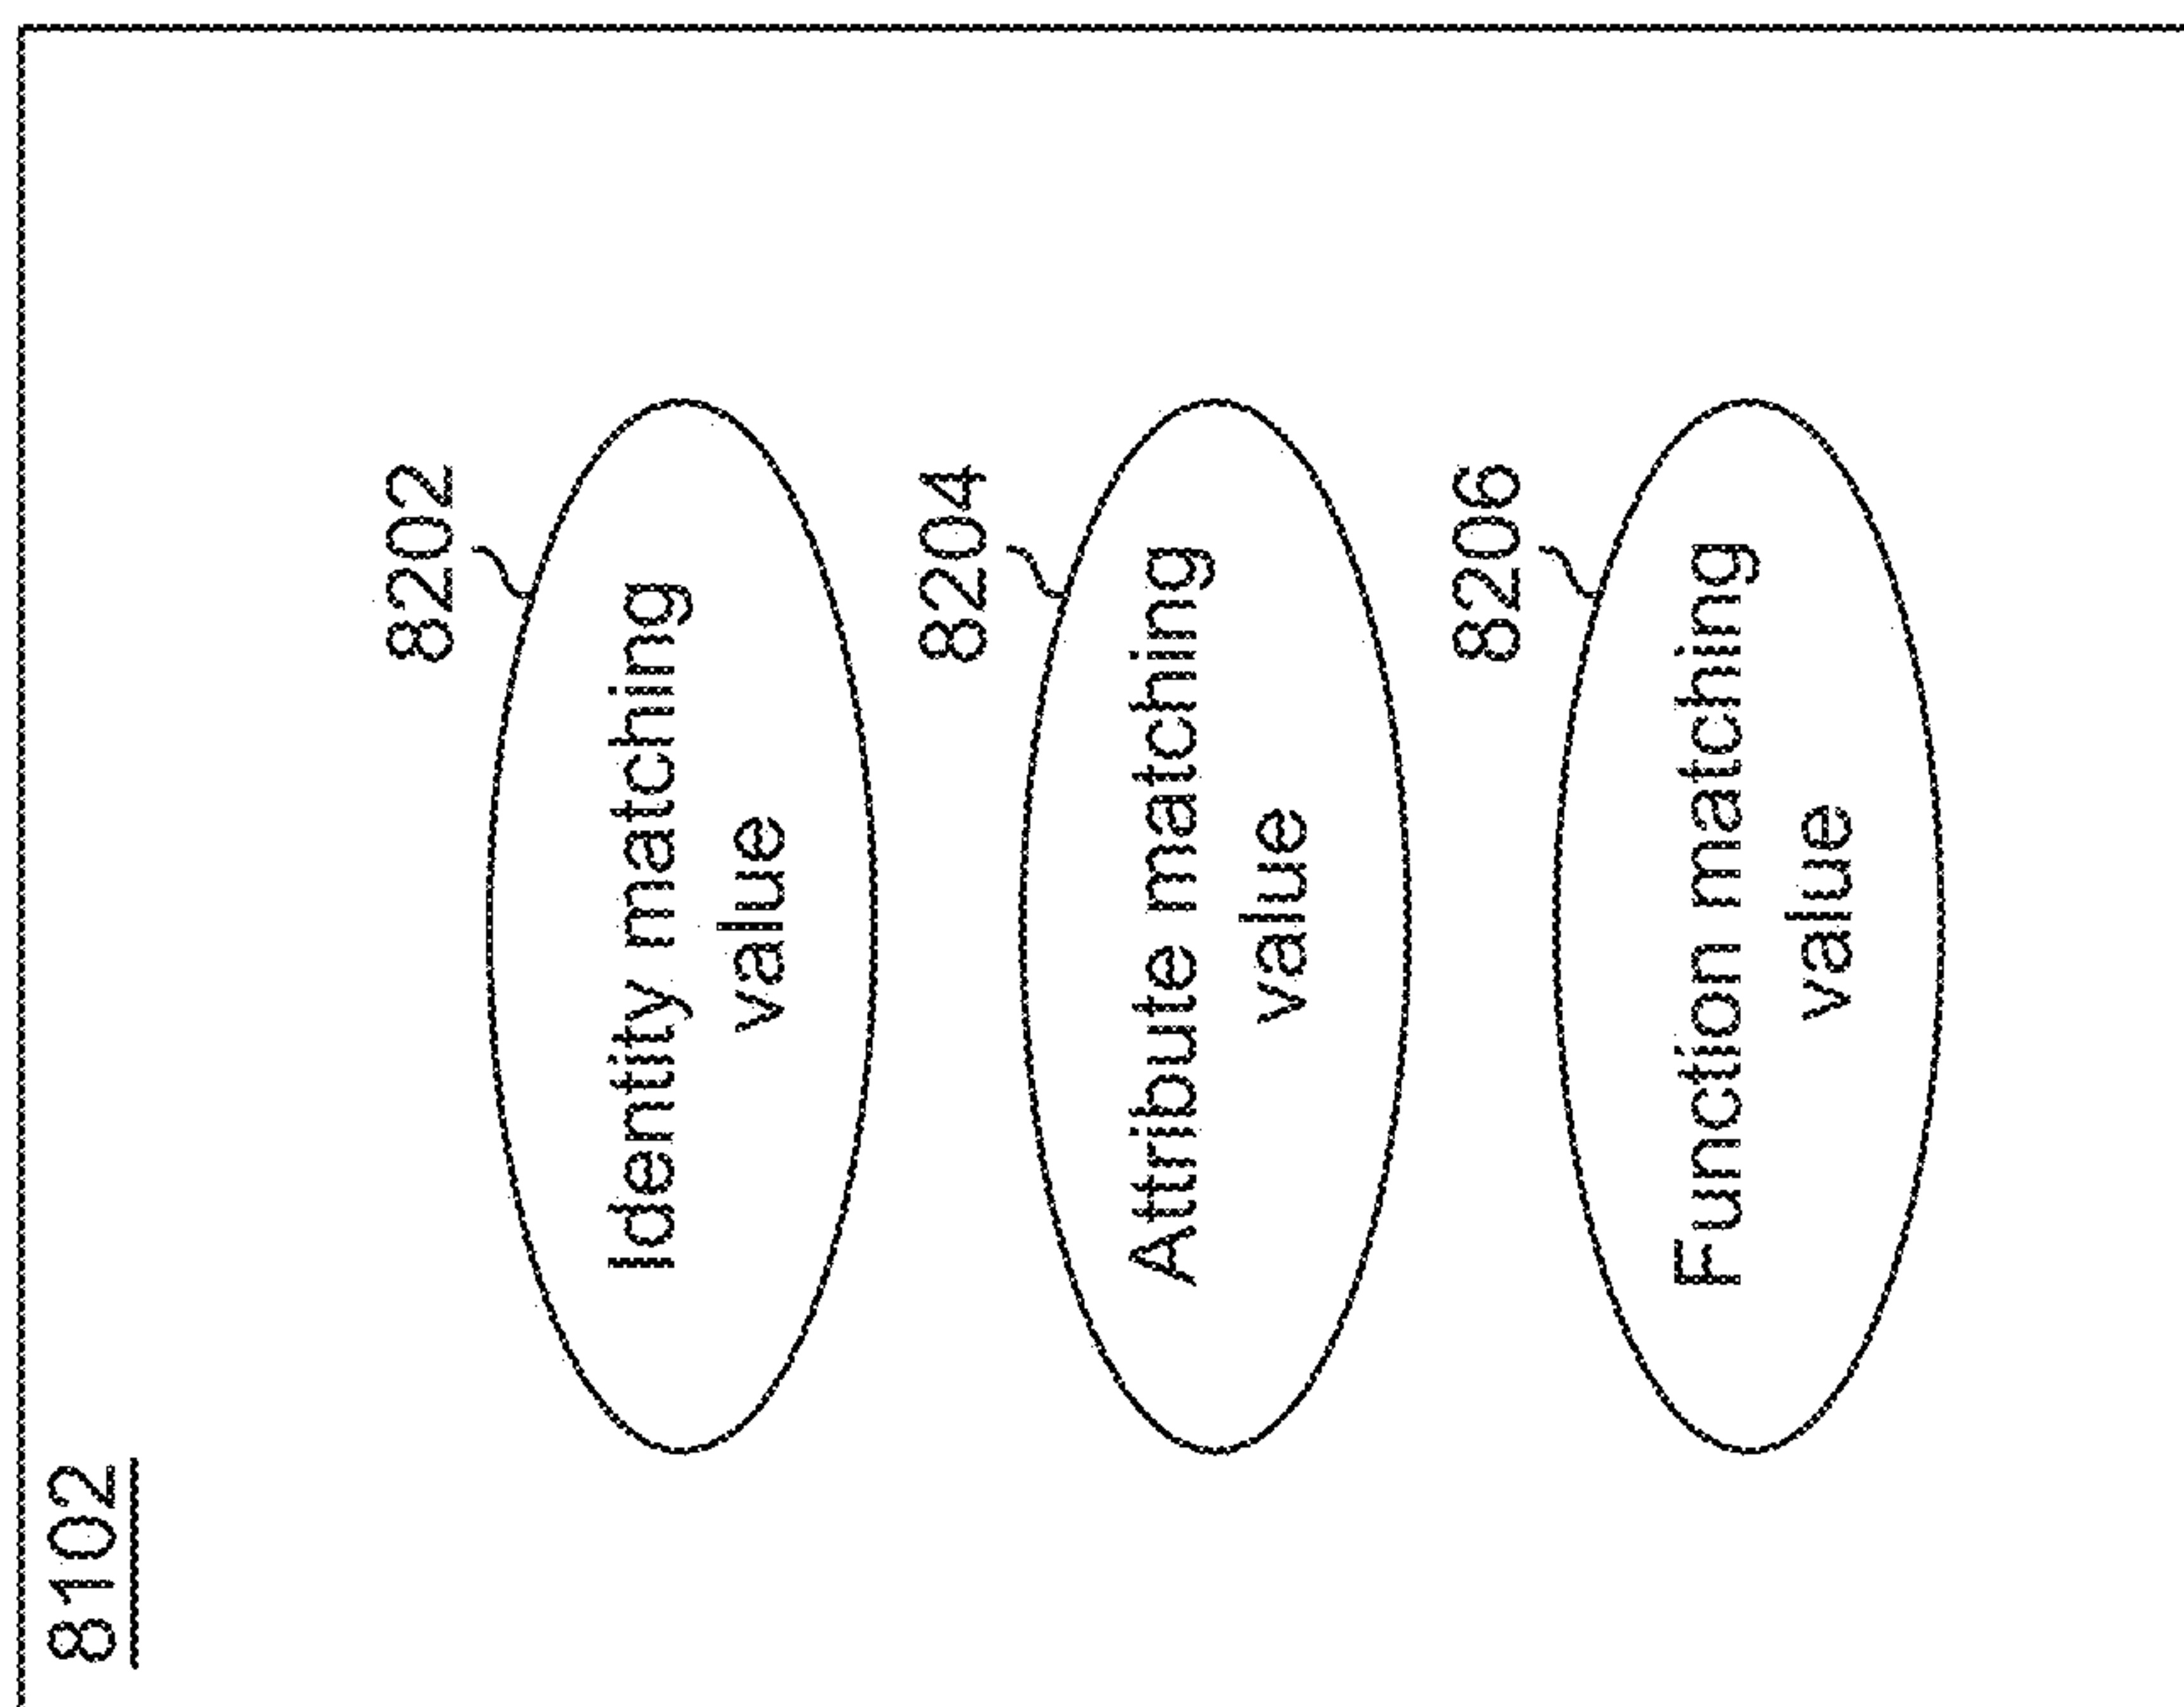 8102
8202
Identity matching
value
8204
Attribute matching
value
8206
Function matching
value